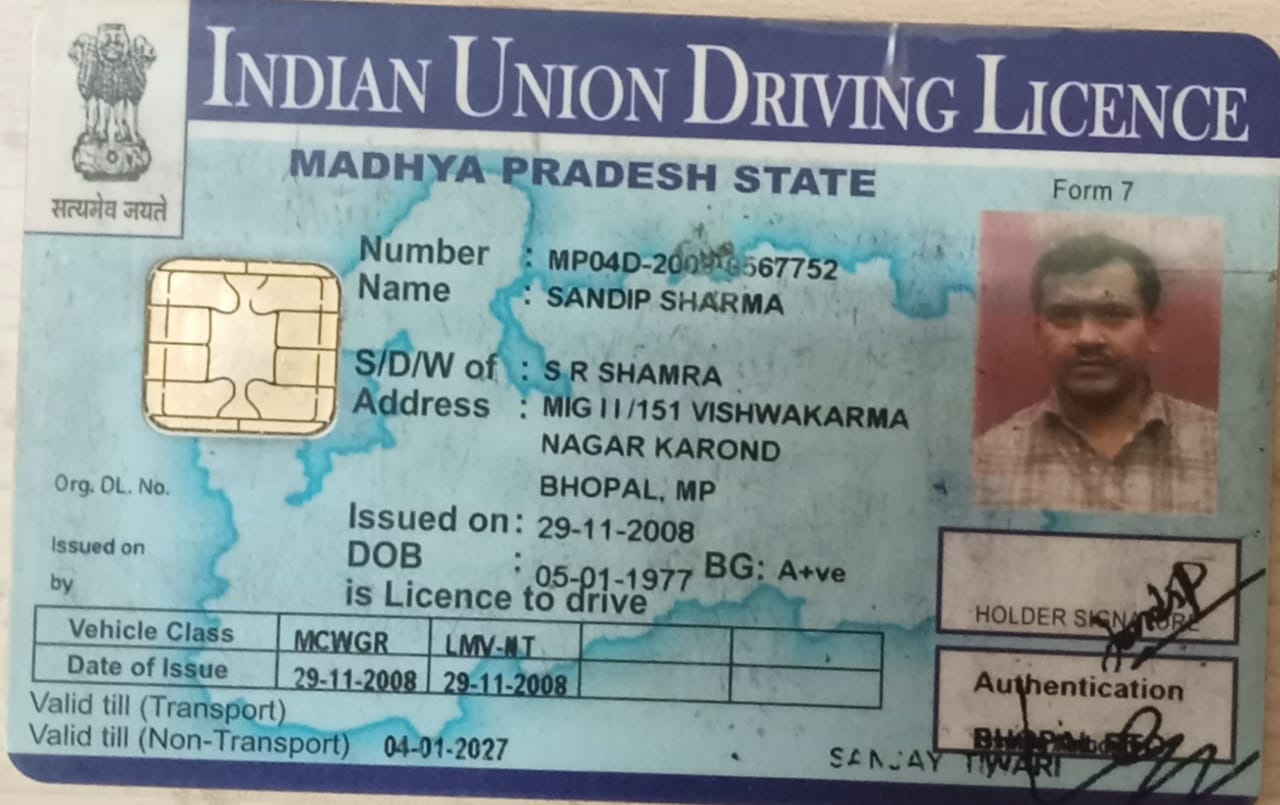 INDIAN UNION DRIVING LICENCE
सत्यमेव जयते
MADHYA PRADESH STATE
Form 7
Number :
Name : SANDIP SHARMA
S/D/W of : S R SHAMRA
Address : MIG II/151 VISHWAKARMA
NAGAR KAROND
BHOPAL, MP
Org. DL. No.
Issued on : 29-11-2008
Issued on
DOB : 05-01-1977 BG: A+ve
by
is Licence to drive
HOLDER SIGNATURE
Vehicle Class MCWGR LMV-NT
Date of Issue 29-11-2008 29-11-2008
Authentication
Valid till (Transport)
Valid till (Non-Transport) 04-01-2027
BHOPAL RTO
SANJAY TIWARI